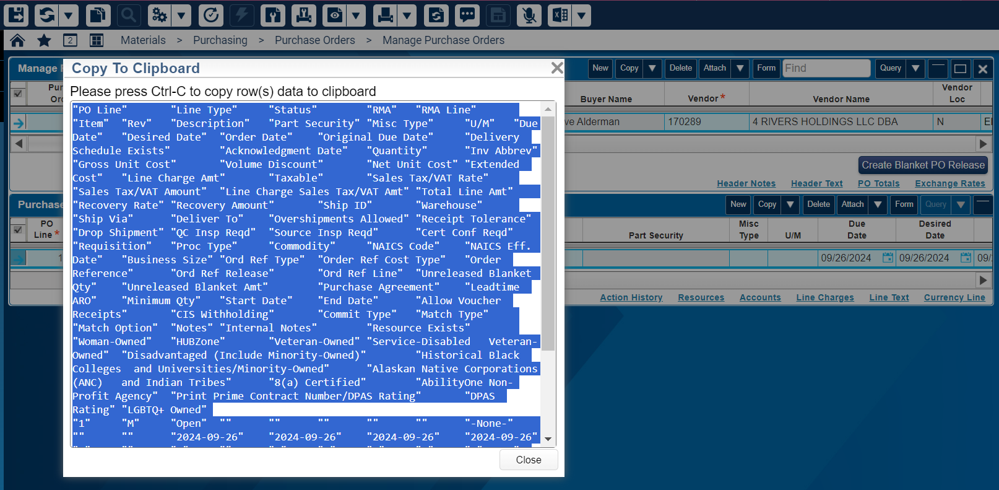 2
Materials > Purchasing > Purchase Orders > Manage Purchase Orders
Manage
New Copy Delete Attach Form Find Query
Buyer Name Vendor * Vendor Name Vendor Loc
Alderman 170289 4 RIVERS HOLDINGS LLC DBA N
Create Blanket PO Release
Header Notes Header Text PO Totals Exchange Rates
Purchase
New Copy Delete Attach Form Query
PO Line * Part Security Misc Type U/M Due Date Desired Date
1 09/26/2024 09/26/2024 09/
Action History Resources Accounts Line Charges Line Text Currency Line
Copy To Clipboard
Please press Ctrl-C to copy row(s) data to clipboard
"PO Line" "Line Type" "Status" "RMA" "RMA Line"
"Item" "Rev" "Description" "Part Security" "Misc Type" "U/M" "Due
Date" "Desired Date" "Order Date" "Original Due Date" "Delivery
Schedule Exists" "Acknowledgment Date" "Quantity" "Inv Abbrev"
"Gross Unit Cost" "Volume Discount" "Net Unit Cost" "Extended
Cost" "Line Charge Amt" "Taxable" "Sales Tax/VAT Rate"
"Sales Tax/VAT Amount" "Line Charge Sales Tax/VAT Amt" "Total Line Amt"
"Recovery Rate" "Recovery Amount" "Ship ID" "Warehouse"
"Ship Via" "Deliver To" "Overshipments Allowed" "Receipt Tolerance"
"Drop Shipment" "QC Insp Reqd" "Source Insp Reqd" "Cert Conf Reqd"
"Requisition" "Proc Type" "Commodity" "NAICS Code" "NAICS Eff.
Date" "Business Size" "Ord Ref Type" "Order Ref Cost Type" "Order
Reference" "Ord Ref Release" "Ord Ref Line" "Unreleased Blanket
Qty" "Unreleased Blanket Amt" "Purchase Agreement" "Leadtime
ARO" "Minimum Qty" "Start Date" "End Date" "Allow Voucher
Receipts" "CIS Withholding" "Commit Type" "Match Type"
"Match Option" "Notes" "Internal Notes" "Resource Exists"
"Woman-Owned" "HUBZone" "Veteran-Owned" "Service-Disabled Veteran-
Owned" "Disadvantaged (Include Minority-Owned)" "Historical Black
Colleges and Universities/Minority-Owned" "Alaskan Native Corporations
(ANC) and Indian Tribes" "8(a) Certified" "AbilityOne Non-
Profit Agency" "Print Prime Contract Number/DPAS Rating" "DPAS
Rating" "LGBTQ+ Owned"
"1" "M" "Open" "" "" "" "" "" "-None-"
"" "" "2024-09-26" "2024-09-26" "2024-09-26" "2024-09-26"
Close